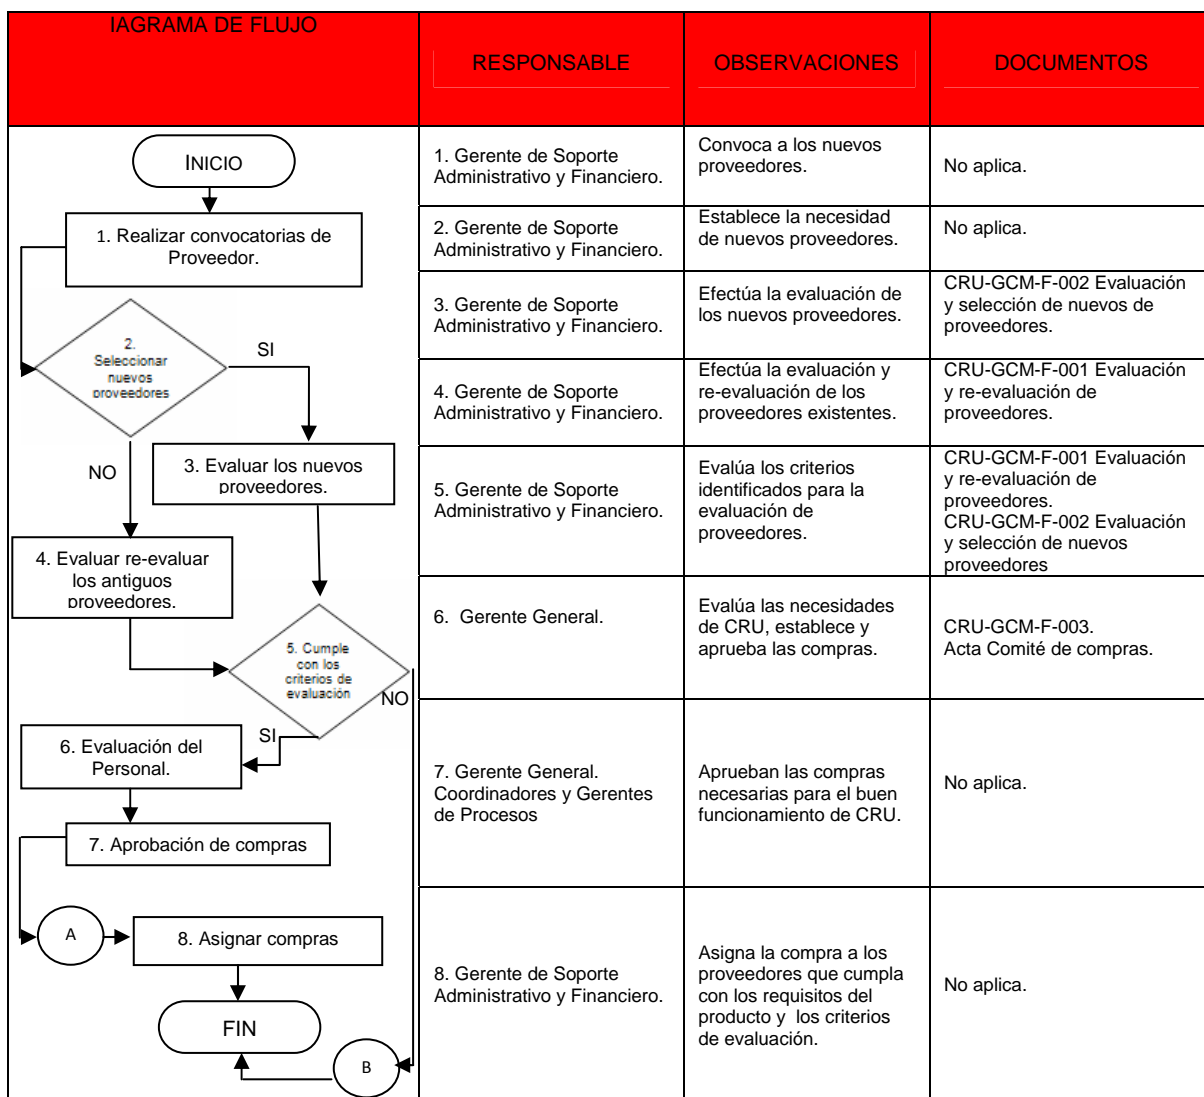 IAGRAMA DE FLUJO
RESPONSABLE
OBSERVACIONES
DOCUMENTOS
INICIO
1. Realizar convocatorias de
Proveedor.
2.
Seleccionar
nuevos
proveedores
SI
NO
3. Evaluar los nuevos
proveedores.
4. Evaluar re-evaluar
los antiguos
proveedores.
5. Cumple
con los
criterios de
evaluación
NO
SI
6. Evaluación del
Personal.
7. Aprobación de compras
A
8. Asignar compras
FIN
B
1. Gerente de Soporte
Administrativo y Financiero.
Convoca a los nuevos
proveedores.
No aplica.
2. Gerente de Soporte
Administrativo y Financiero.
Establece la necesidad
de nuevos proveedores.
No aplica.
3. Gerente de Soporte
Administrativo y Financiero.
Efectúa la evaluación de
los nuevos proveedores.
CRU-GCM-F-002 Evaluación
y selección de nuevos de
proveedores.
4. Gerente de Soporte
Administrativo y Financiero.
Efectúa la evaluación y
re-evaluación de los
proveedores existentes.
CRU-GCM-F-001 Evaluación
y re-evaluación de
proveedores.
5. Gerente de Soporte
Administrativo y Financiero.
Evalúa los criterios
identificados para la
evaluación de
proveedores.
CRU-GCM-F-001 Evaluación
y re-evaluación de
proveedores.
CRU-GCM-F-002 Evaluación
y selección de nuevos
proveedores
6. Gerente General.
Evalúa las necesidades
de CRU, establece y
aprueba las compras.
CRU-GCM-F-003.
Acta Comité de compras.
7. Gerente General.
Coordinadores y Gerentes
de Procesos
Aprueban las compras
necesarias para el buen
funcionamiento de CRU.
No aplica.
8. Gerente de Soporte
Administrativo y Financiero.
Asigna la compra a los
proveedores que cumpla
con los requisitos del
producto y los criterios
de evaluación.
No aplica.